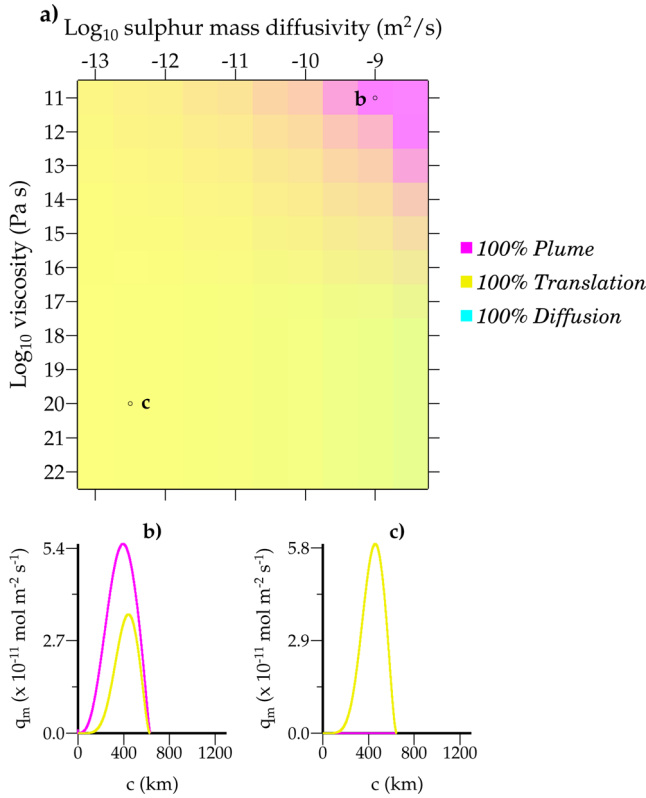 a)
Log10 sulphur mass diffusivity (m2/s)
-13 -12 -11 -10 -9
Log10 viscosity (Pa s)
11
12
13
14
15
16
17
18
19
20
21
22
b
c
100% Plume
100% Translation
100% Diffusion
b)
qm (x 10-11 mol m-2 s-1)
5.4
2.7
0.0
0 400 800 1200
c (km)
c)
qm (x 10-11 mol m-2 s-1)
5.8
2.9
0.0
0 400 800 1200
c (km)